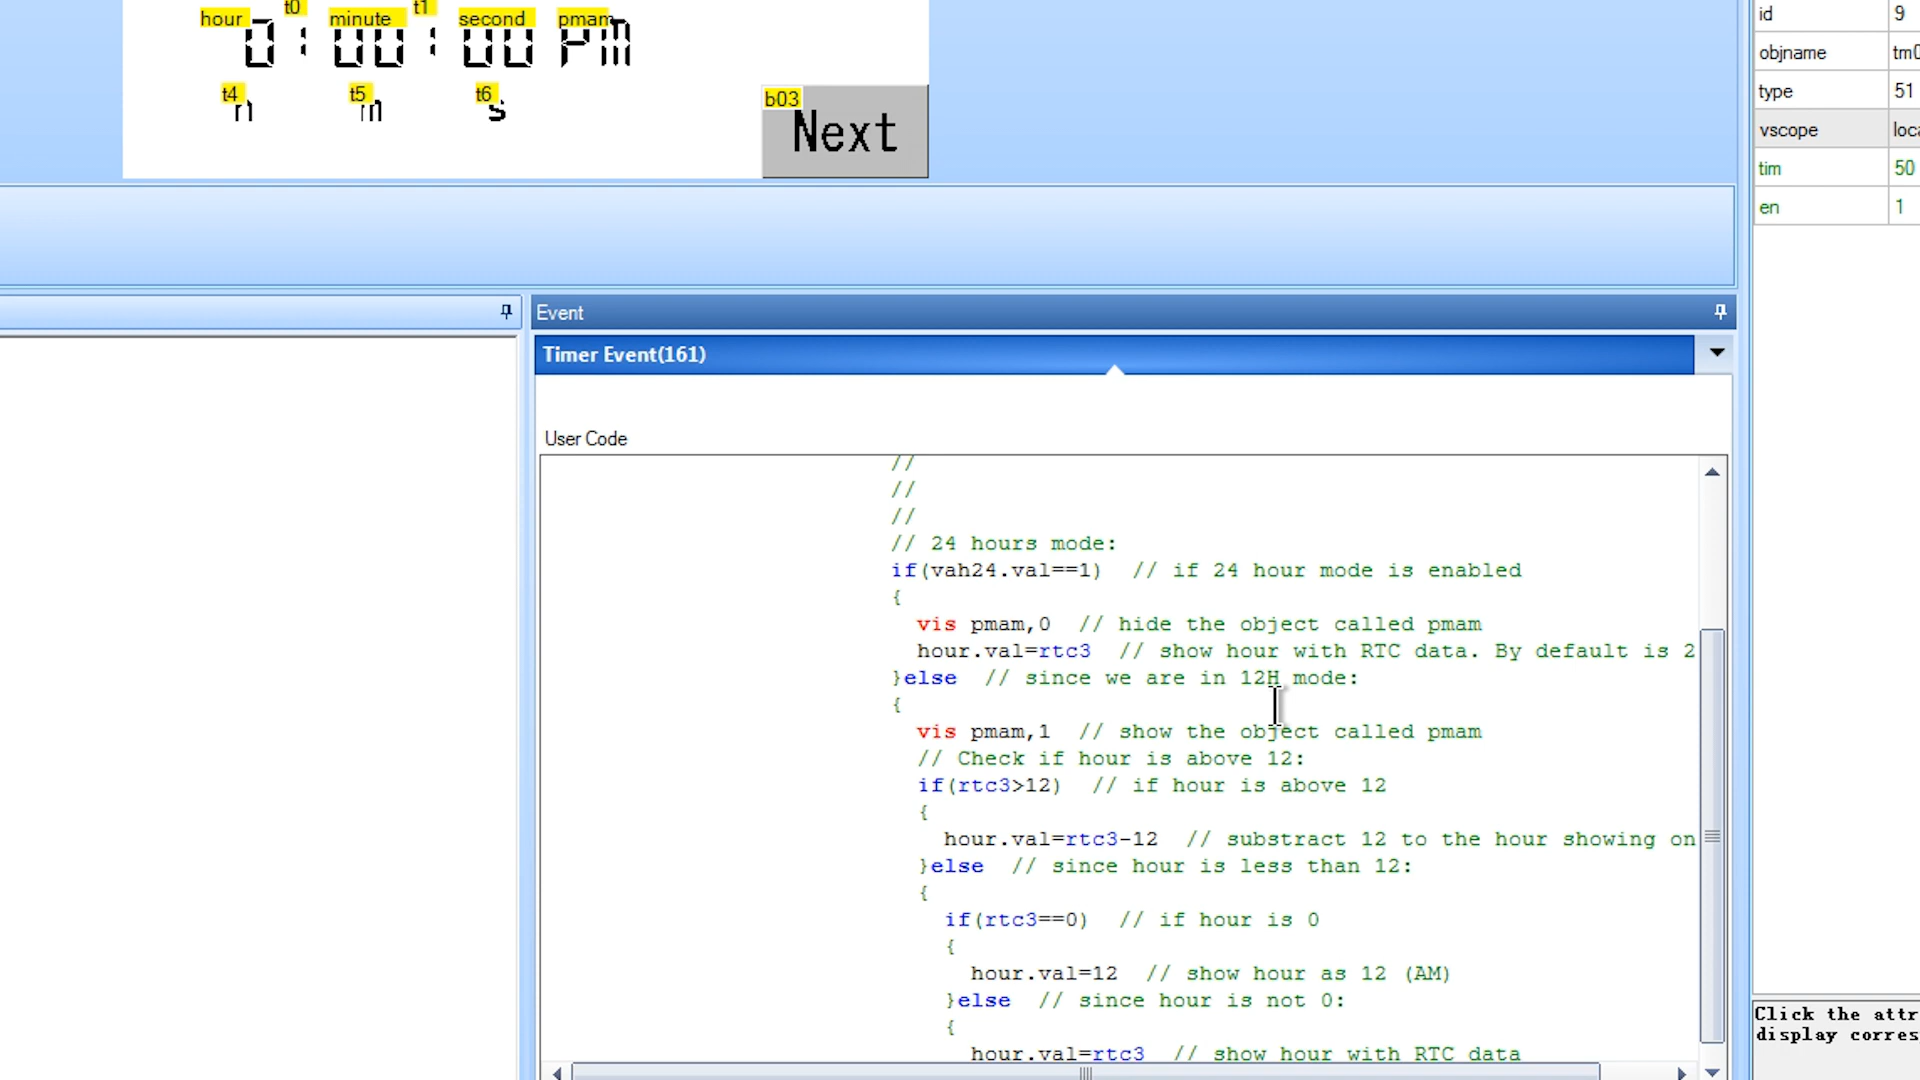 hour t0 minute t1 second pmam
0:00:00 PM
t4 t5 t6
h m s
b03
Next
id 9
objname tm0
type 51
vscope loca
tim 50
en 1
Event
Timer Event(161)
User Code
//
//
//
// 24 hours mode:
if(vah24.val==1)  // if 24 hour mode is enabled
{
vis pmam,0  // hide the object called pmam
hour.val=rtc3  // show hour with RTC data. By default is 2
}else  // since we are in 12H mode:
{
vis pmam,1  // show the object called pmam
// Check if hour is above 12:
if(rtc3>12)  // if hour is above 12
{
hour.val=rtc3-12  // substract 12 to the hour showing on
}else  // since hour is less than 12:
{
if(rtc3==0)  // if hour is 0
{
hour.val=12  // show hour as 12 (AM)
}else  // since hour is not 0:
{
hour.val=rtc3  // show hour with RTC data
Click the attr
display corres